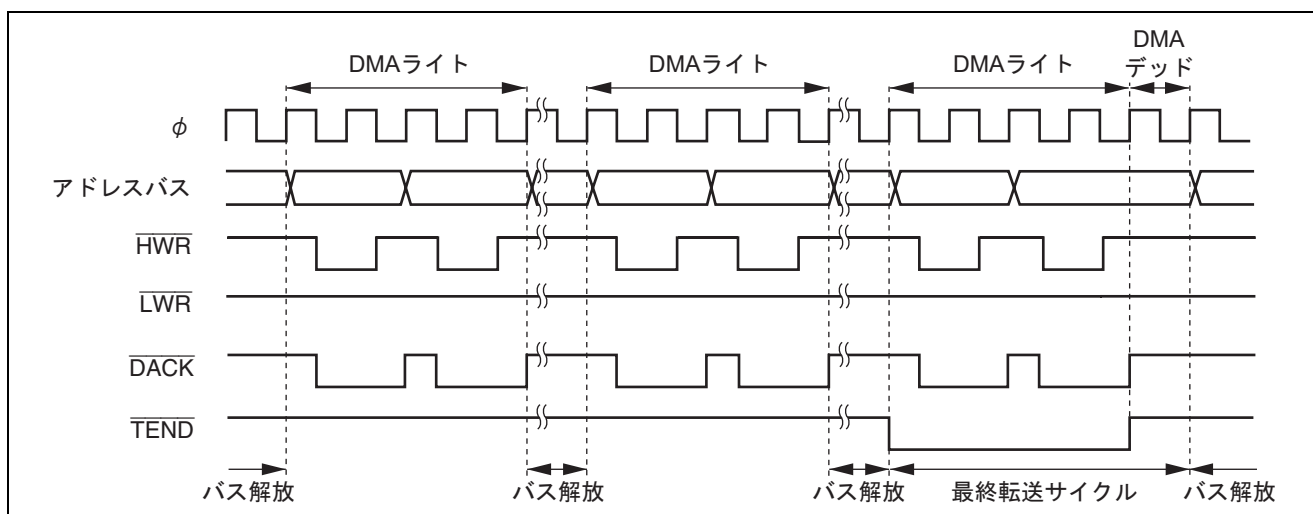 DMAライト DMAライト DMAライト DMA
デッド
φ
アドレスバス
HWR
LWR
DACK
TEND
バス解放 バス解放 バス解放 最終転送サイクル バス解放